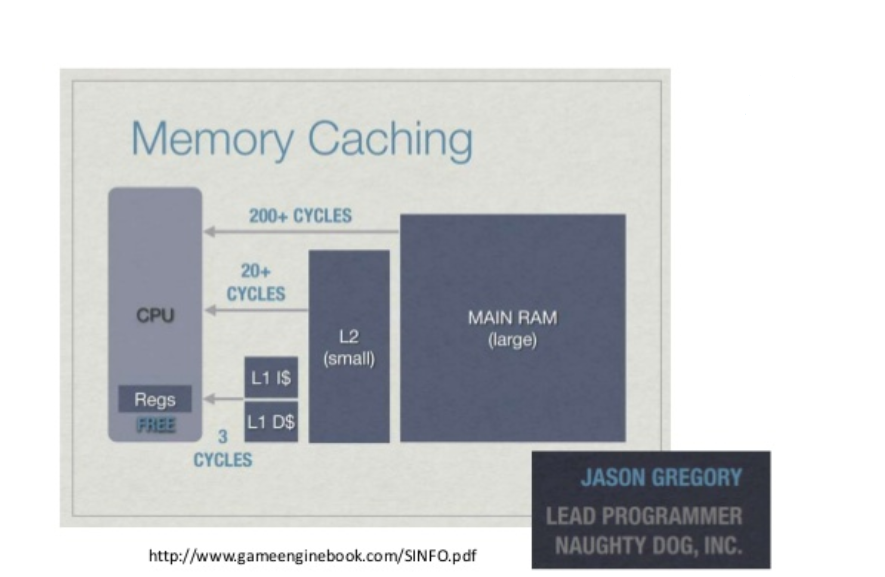 Memory Caching
200+ CYCLES
20+
CYCLES
CPU
MAIN RAM
(large)
L2
(small)
L1 I$
Regs
L1 D$
FREE
3
CYCLES
JASON GREGORY
LEAD PROGRAMMER
NAUGHTY DOG, INC.
http://www.gameenginebook.com/SINFO.pdf